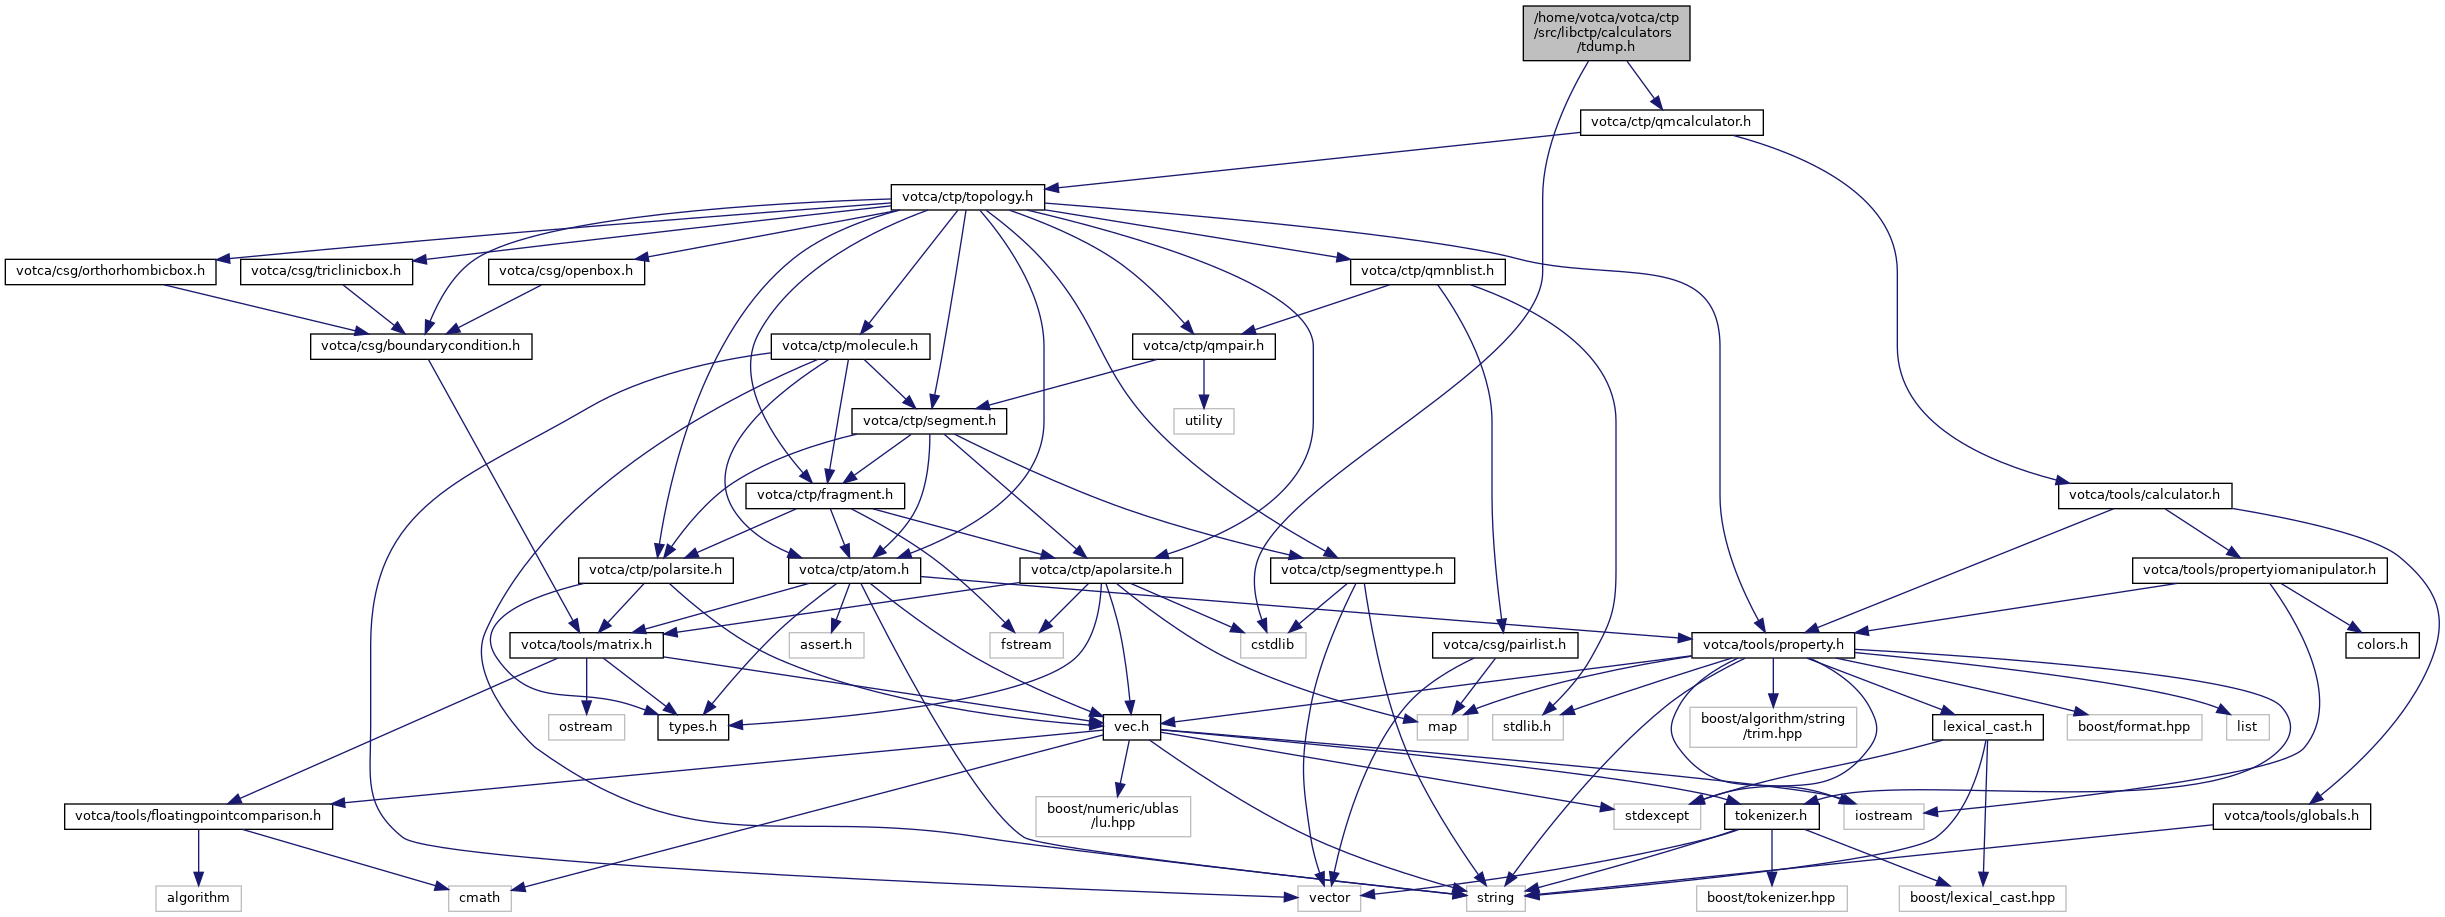 /home/votca/votca/ctp
/src/libctp/calculators
/tdump.h
votca/ctp/qmcalculator.h
votca/ctp/topology.h
votca/csg/orthorhombicbox.h
votca/csg/triclinicbox.h
votca/csg/openbox.h
votca/ctp/qmnblist.h
votca/csg/boundarycondition.h
votca/ctp/molecule.h
votca/ctp/qmpair.h
votca/ctp/segment.h
utility
votca/ctp/fragment.h
votca/tools/calculator.h
votca/ctp/polarsite.h
votca/ctp/atom.h
votca/ctp/apolarsite.h
votca/ctp/segmenttype.h
votca/tools/propertyiomanipulator.h
votca/tools/matrix.h
assert.h
fstream
cstdlib
votca/csg/pairlist.h
votca/tools/property.h
colors.h
ostream
types.h
vec.h
map
stdlib.h
boost/algorithm/string
/trim.hpp
lexical_cast.h
boost/format.hpp
list
votca/tools/floatingpointcomparison.h
boost/numeric/ublas
/lu.hpp
stdexcept
tokenizer.h
iostream
votca/tools/globals.h
algorithm
cmath
vector
string
boost/tokenizer.hpp
boost/lexical_cast.hpp